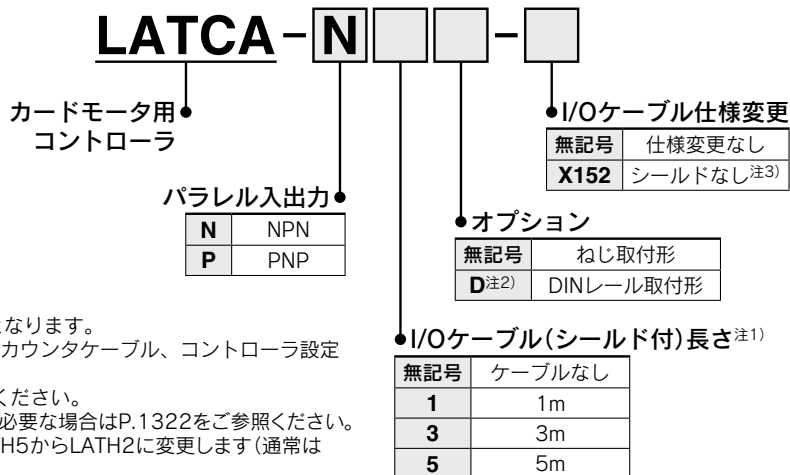 LATCA-N□□-□
カードモータ用
コントローラ
パラレル入出力
N NPN
P PNP
I/Oケーブル仕様変更
無記号 仕様変更なし
X152 シールドなし注3)
オプション
無記号 ねじ取付形
D注2) DINレール取付形
I/Oケーブル(シールド付)長さ注1)
無記号 ケーブルなし
1 1m
3 3m
5 5m
なります。
カウンタケーブル、コントローラ設定
ください。
必要な場合はP.1322をご参照ください。
TH5からLATH2に変更します(通常は